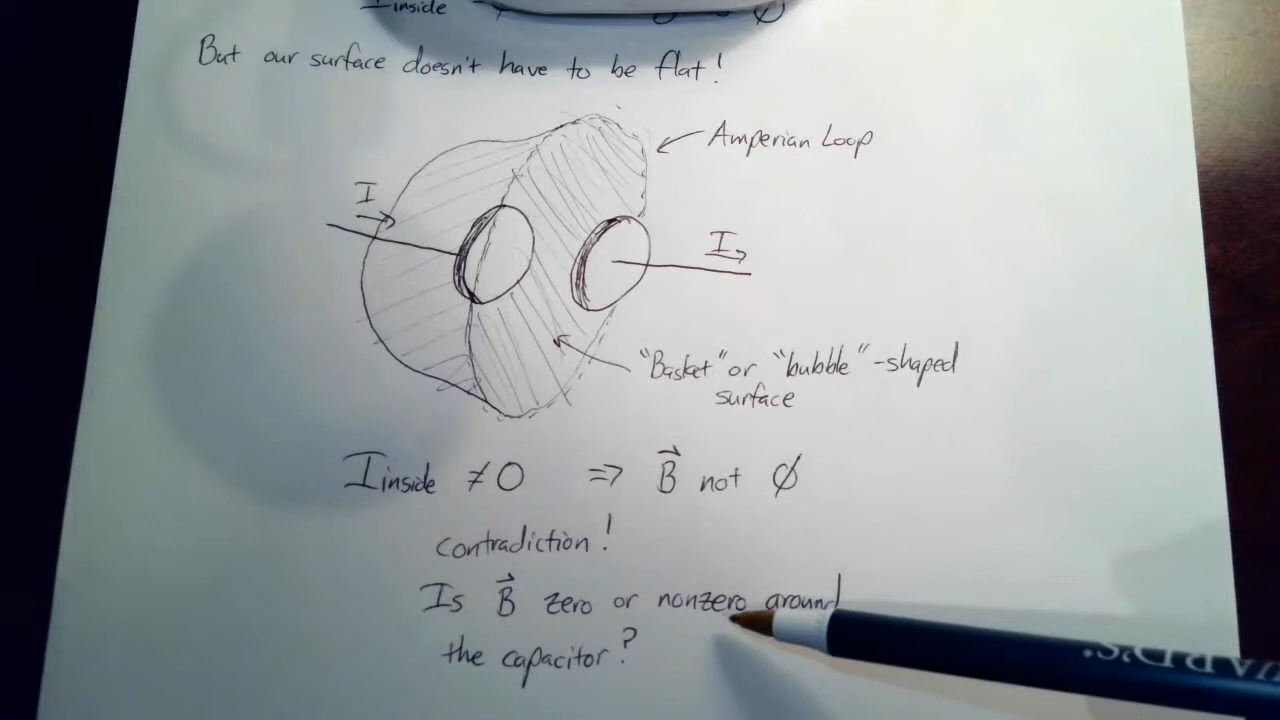 Iinside
But our surface doesn't have to be flat!
Amperian Loop
I
I
"Basket" or "bubble"-shaped
surface
Iinside ≠ 0 ⇒ B⃗ not ∅
contradiction!
Is B⃗ zero or nonzero around
the capacitor?